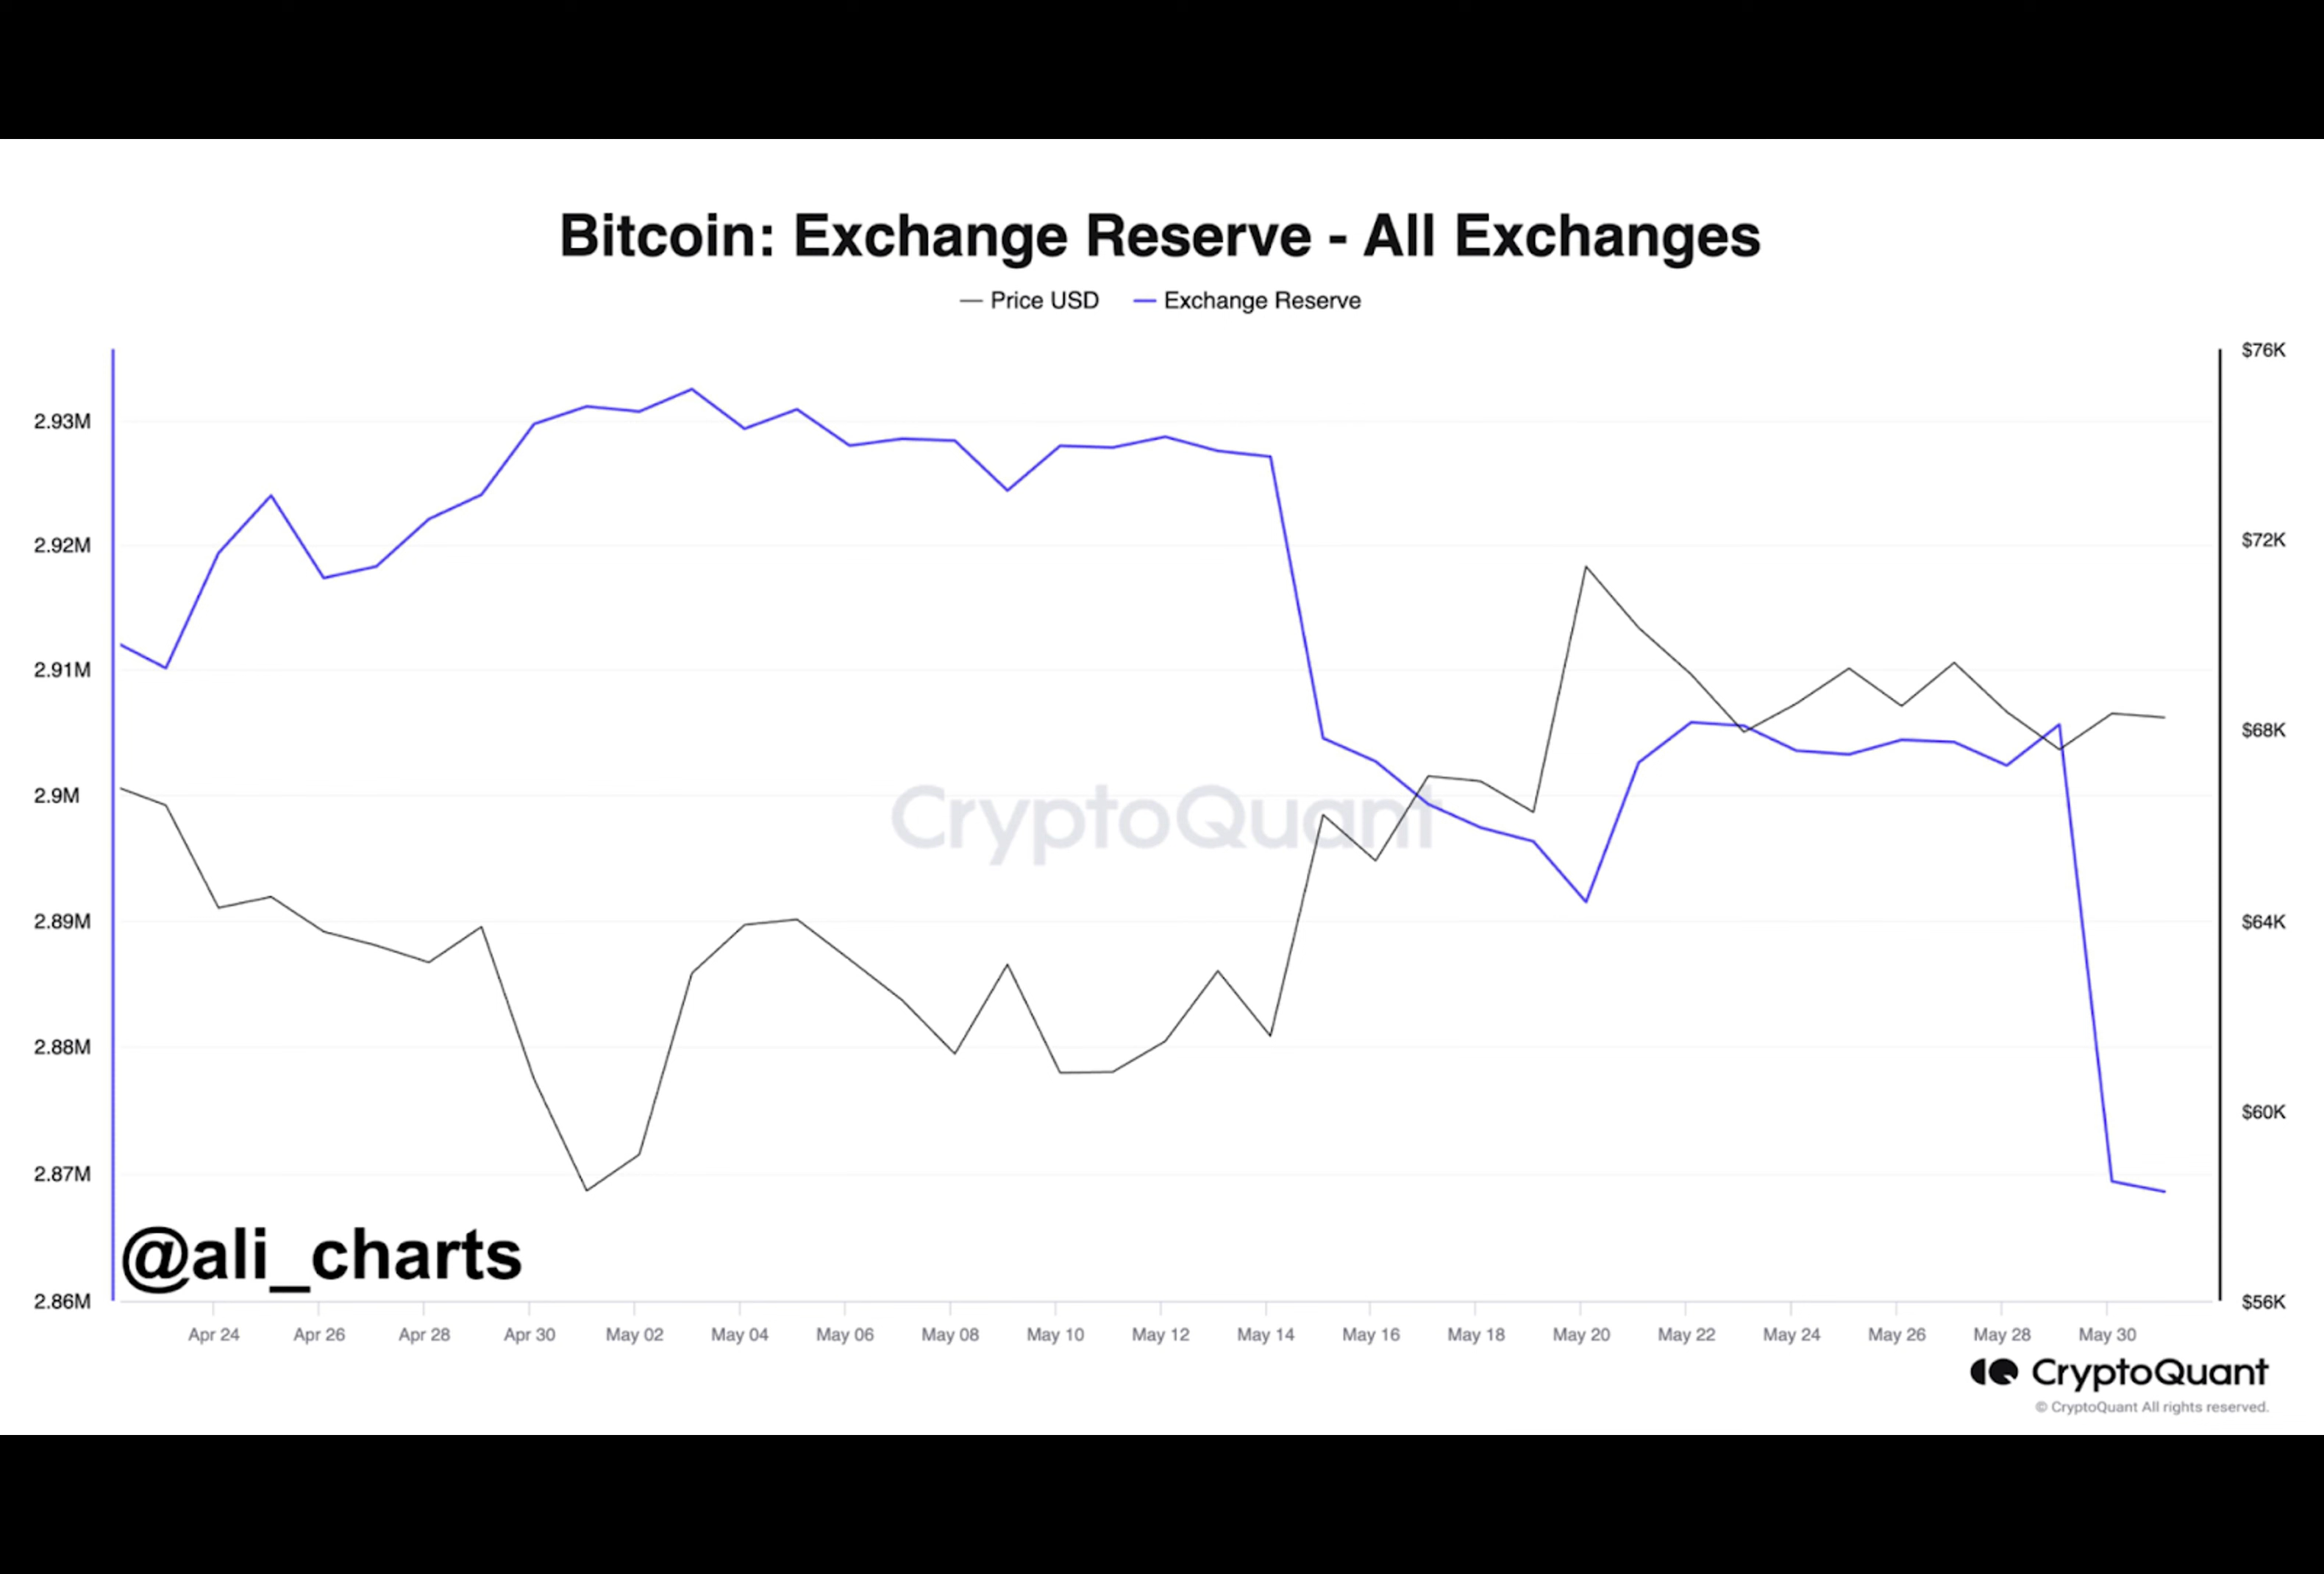 Bitcoin: Exchange Reserve - All Exchanges
Price USD Exchange Reserve
$76K
2.93M
2.92M
$72K
2.91M
$68K
2.9M
CryptoQuant
2.89M
$64K
2.88M
$60K
2.87M
@ali_charts
2.86M
$56K
Apr 24 Apr 26 Apr 28 Apr 30 May 02 May 04 May 06 May 08 May 10 May 12 May 14 May 16 May 18 May 20 May 22 May 24 May 26 May 28 May 30
CryptoQuant
© CryptoQuant All rights reserved.